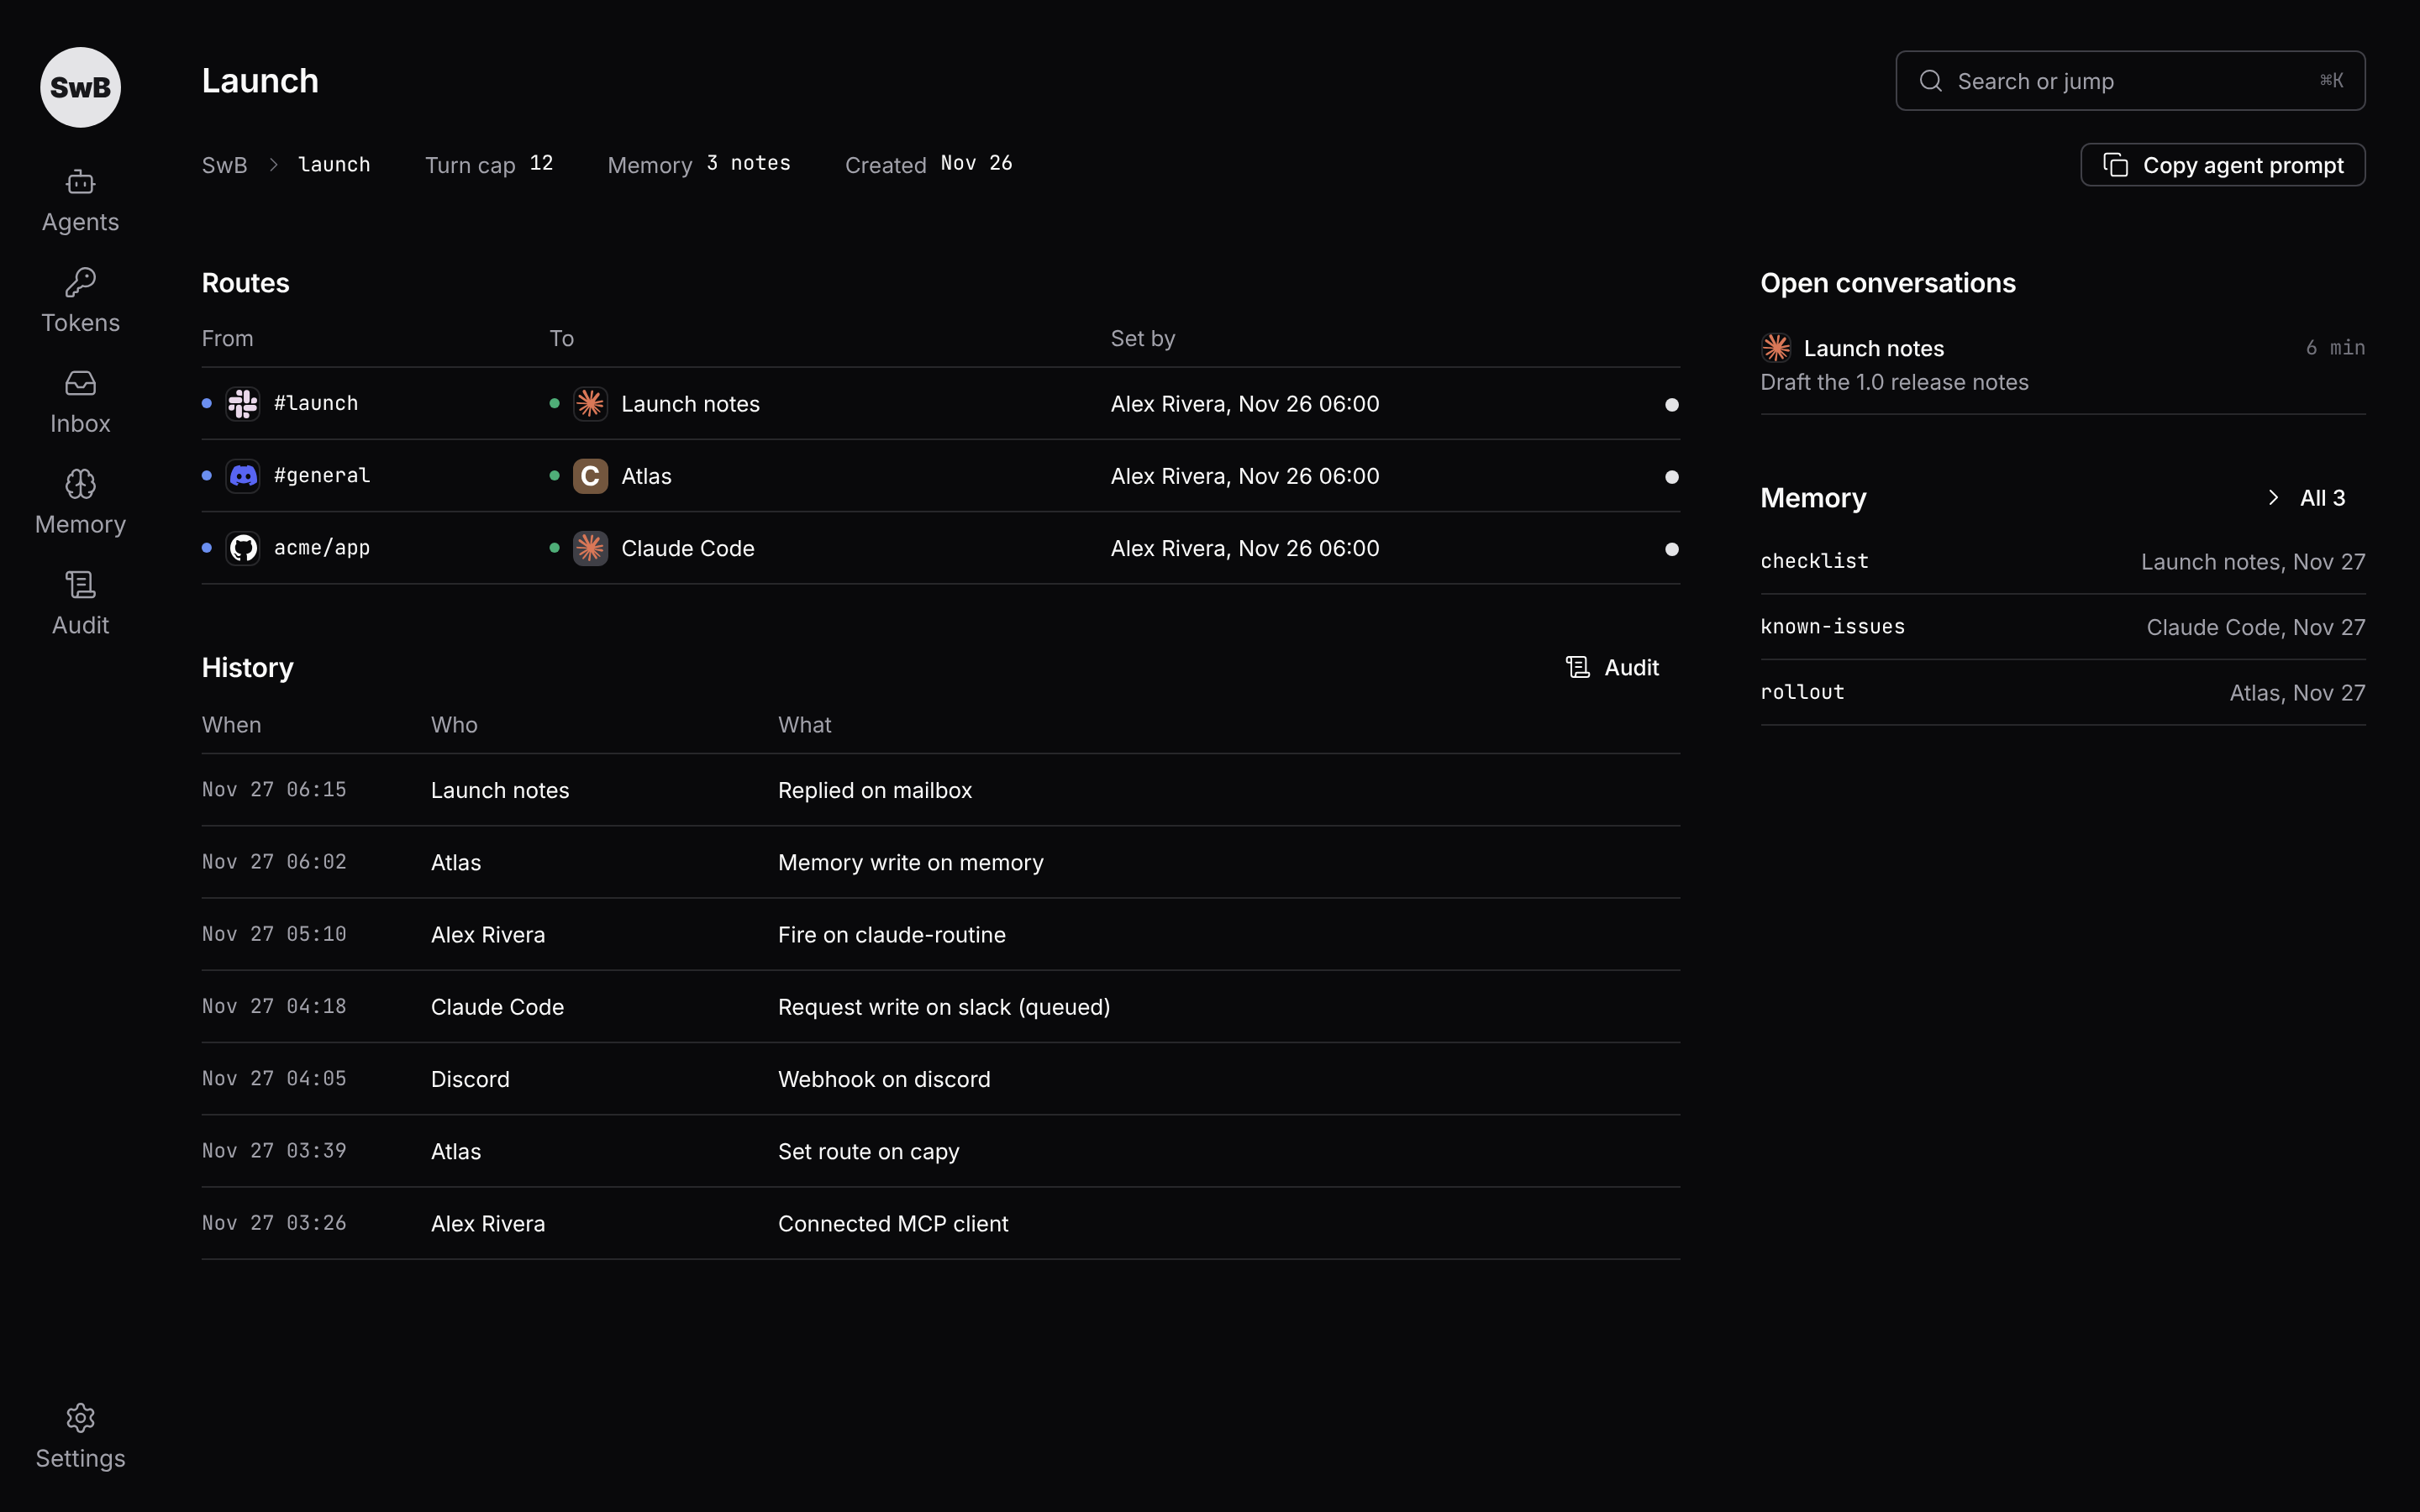 SwB
Agents
Tokens
Inbox
Memory
Audit
Settings
Launch
Search or jump ⌘K
SwB > launch Turn cap 12 Memory 3 notes Created Nov 26
Copy agent prompt
Routes
From To Set by
#launch Launch notes Alex Rivera, Nov 26 06:00
#general C Atlas Alex Rivera, Nov 26 06:00
acme/app Claude Code Alex Rivera, Nov 26 06:00
History Audit
When Who What
Nov 27 06:15 Launch notes Replied on mailbox
Nov 27 06:02 Atlas Memory write on memory
Nov 27 05:10 Alex Rivera Fire on claude-routine
Nov 27 04:18 Claude Code Request write on slack (queued)
Nov 27 04:05 Discord Webhook on discord
Nov 27 03:39 Atlas Set route on capy
Nov 27 03:26 Alex Rivera Connected MCP client
Open conversations
Launch notes 6 min
Draft the 1.0 release notes
Memory > All 3
checklist Launch notes, Nov 27
known-issues Claude Code, Nov 27
rollout Atlas, Nov 27